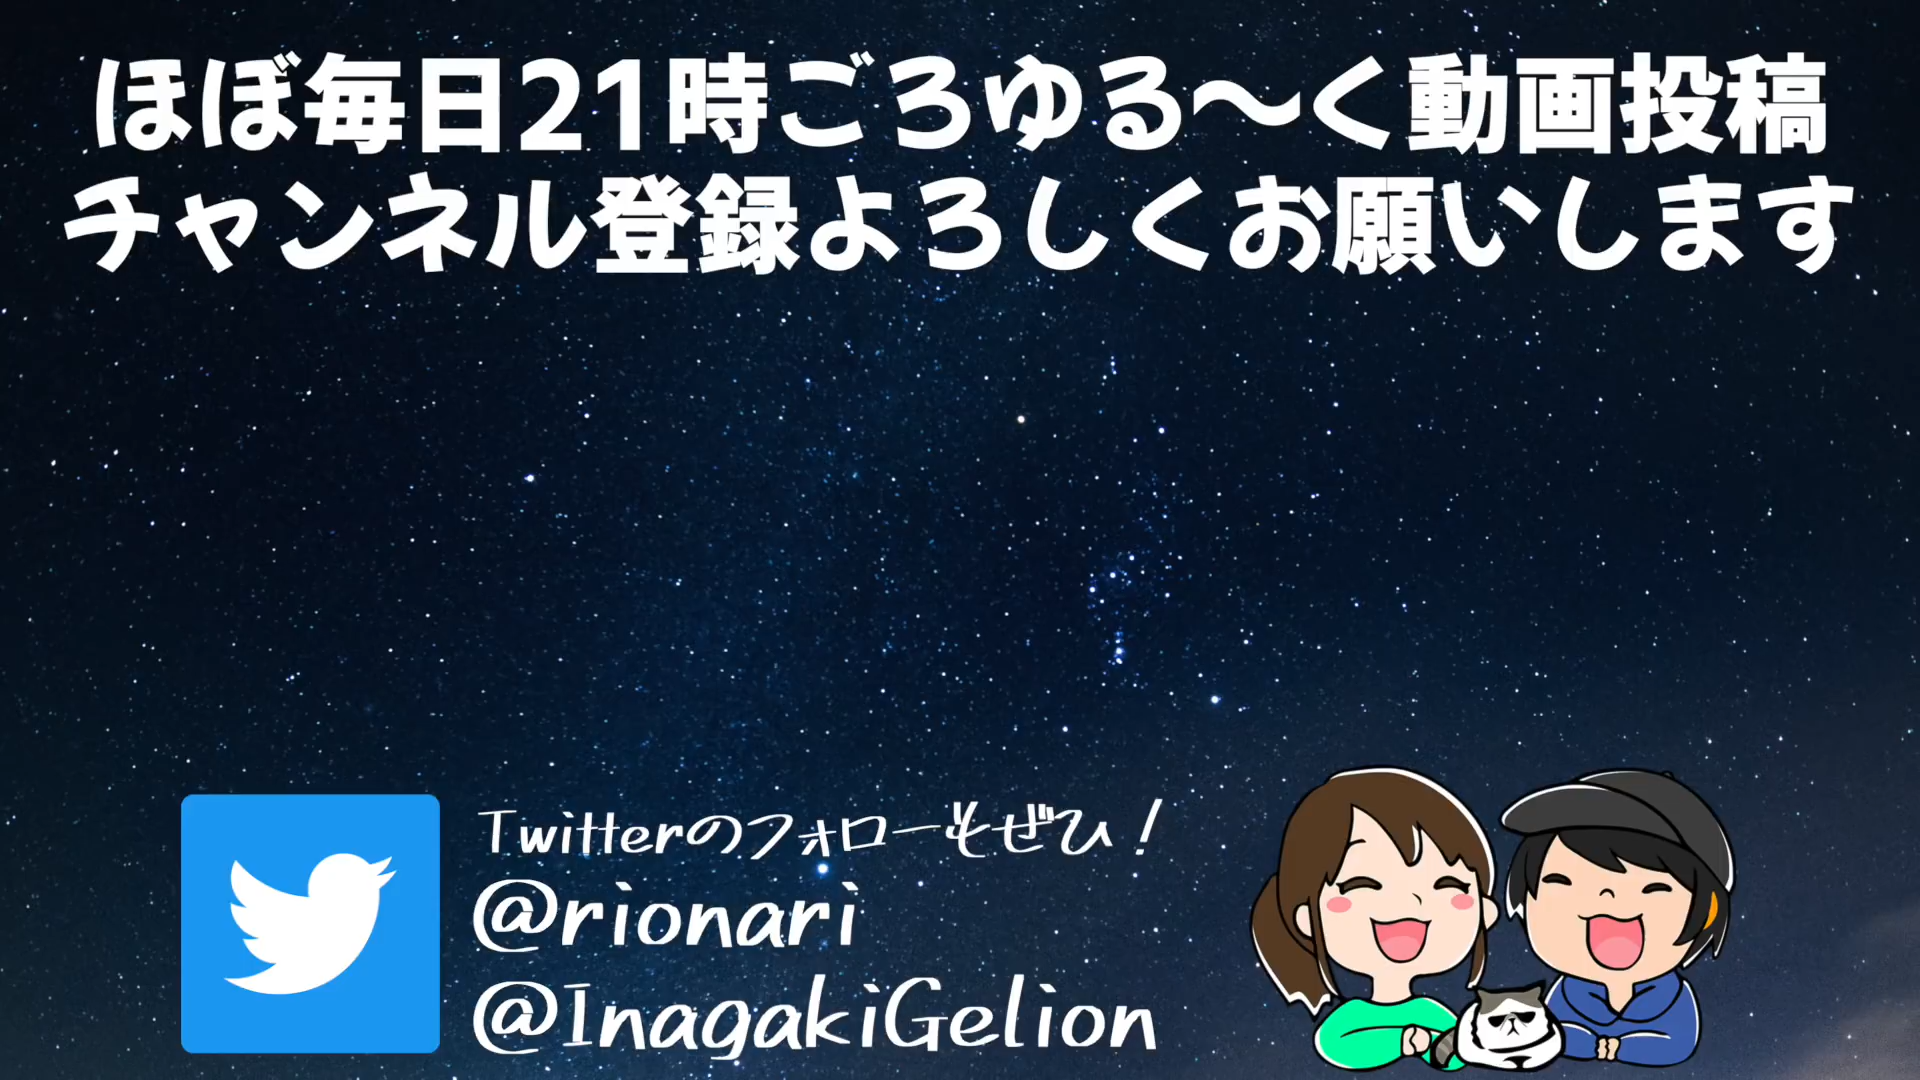 ほぼ毎日21時ごろゆる～く動画投稿
チャンネル登録よろしくお願いします
Twitterのフォローもぜひ！
@rionari
@InagakiGelion